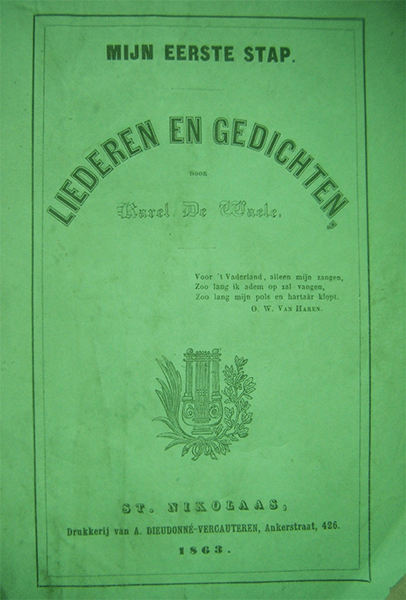 MIJN EERSTE STAP.
LIEDEREN EN GEDICHTEN,
DOOR
Karel De Waele.
Voor 't Vaderland, alleen mijn zangen,
Zoo lang ik adem op zal vangen,
Zoo lang mijn pols en hartaâr klopt.
O. W. VAN HAREN.
ST. NIKOLAAS,
Drukkerij van A. DIEUDONNÉ-VERCAUTEREN, Ankerstraat, 426.
1863.